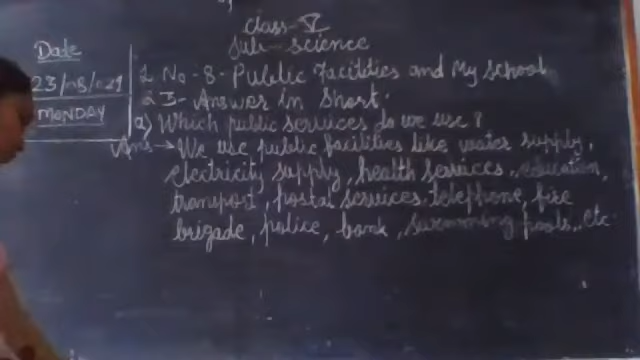 Class - V
Sub - Science
Date
23/08/021
MONDAY
L No - 8 - Public Facilities and My School
Q I - Answer in Short.
a) Which public services do we use?
Ans → We use public facilities like water supply,
electricity supply, health services, education,
transport, postal services, telephone, fire
brigade, police, bank, swimming pools, etc.